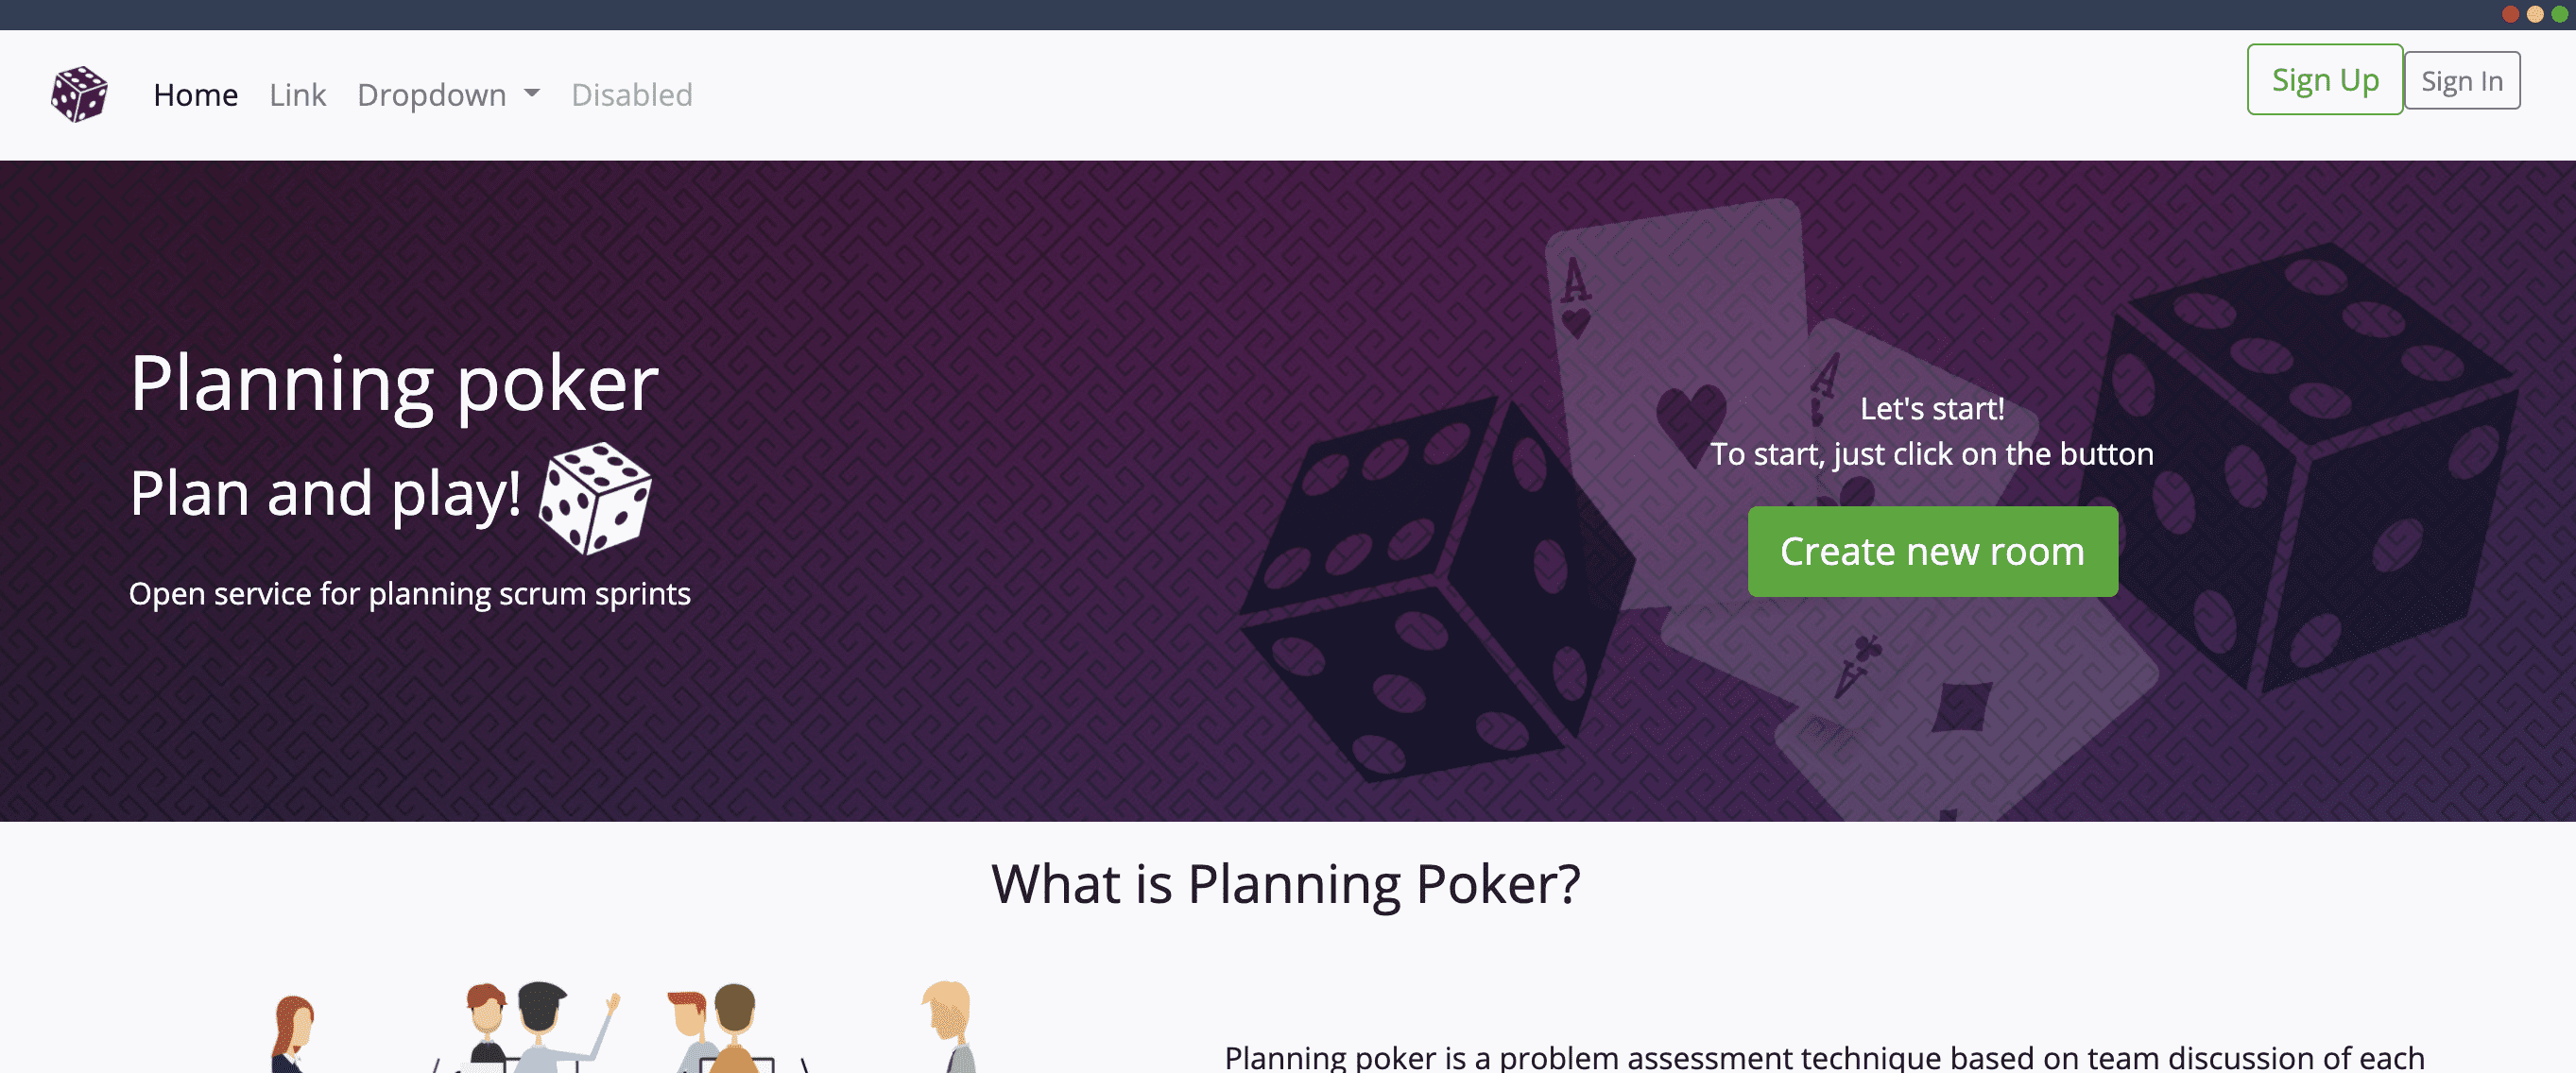 Home Link Dropdown Disabled Sign Up Sign In
Planning poker
Plan and play!
Open service for planning scrum sprints
A
A
Let's start!
To start, just click on the button
Create new room
A
What is Planning Poker?
Planning poker is a problem assessment technique based on team discussion of each